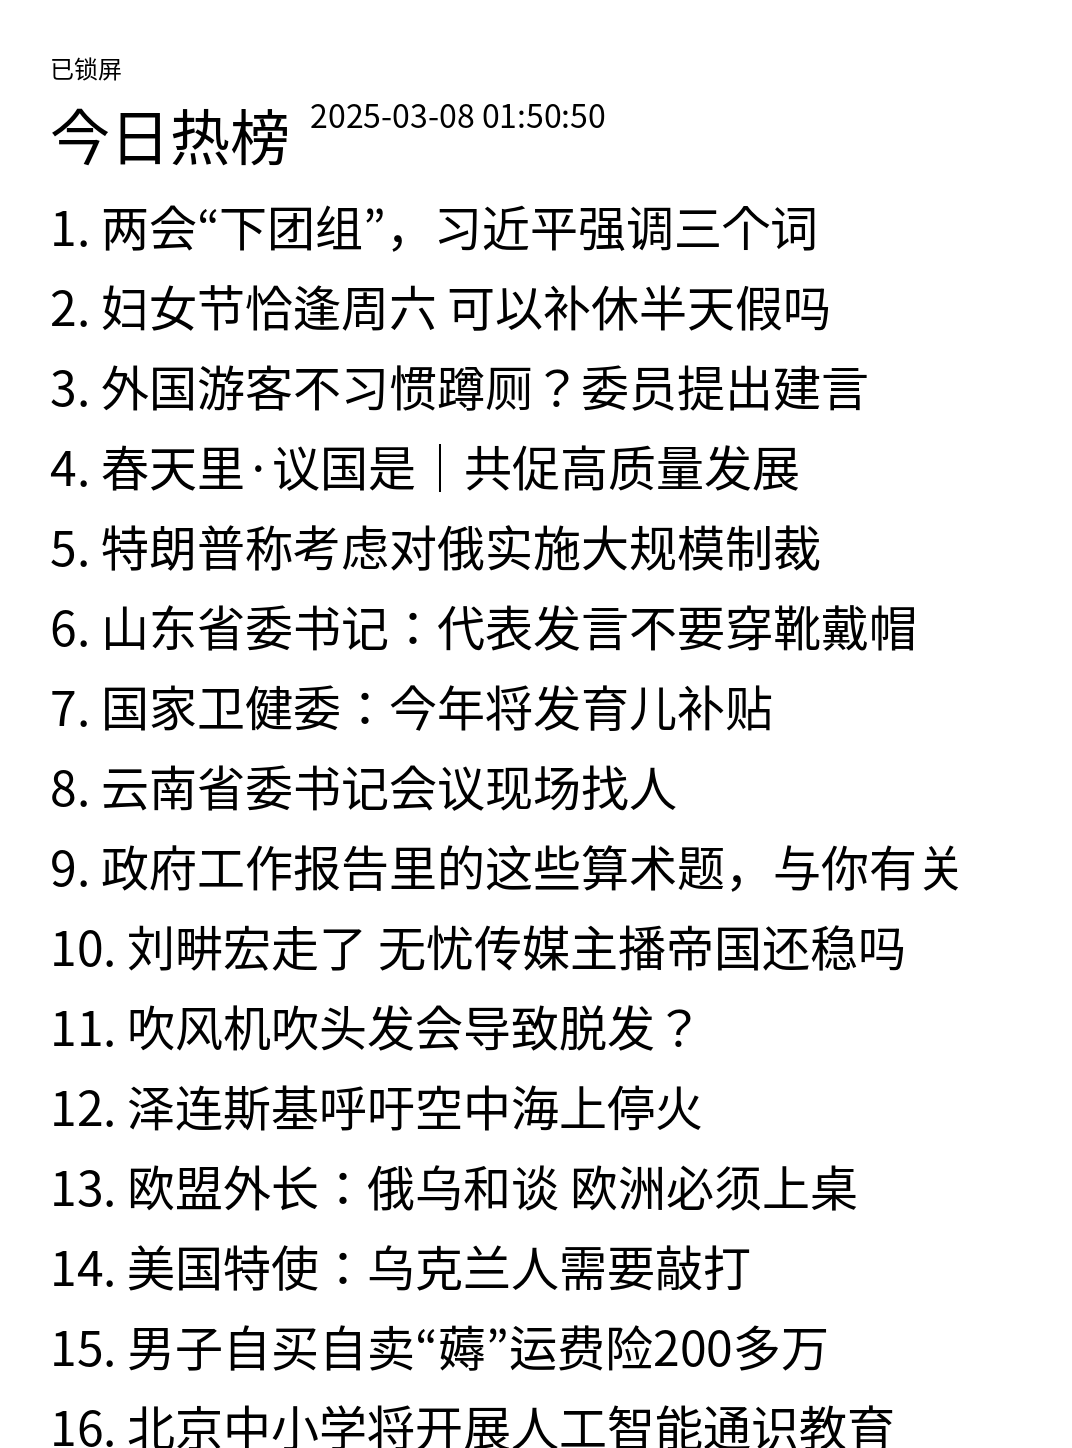 已锁屏
今日热榜 2025-03-08 01:50:50
1. 两会“下团组”，习近平强调三个词
2. 妇女节恰逢周六 可以补休半天假吗
3. 外国游客不习惯蹲厕？委员提出建言
4. 春天里·议国是｜共促高质量发展
5. 特朗普称考虑对俄实施大规模制裁
6. 山东省委书记：代表发言不要穿靴戴帽
7. 国家卫健委：今年将发育儿补贴
8. 云南省委书记会议现场找人
9. 政府工作报告里的这些算术题，与你有关
10. 刘畊宏走了 无忧传媒主播帝国还稳吗
11. 吹风机吹头发会导致脱发？
12. 泽连斯基呼吁空中海上停火
13. 欧盟外长：俄乌和谈 欧洲必须上桌
14. 美国特使：乌克兰人需要敲打
15. 男子自买自卖“薅”运费险200多万
16. 北京中小学将开展人工智能通识教育